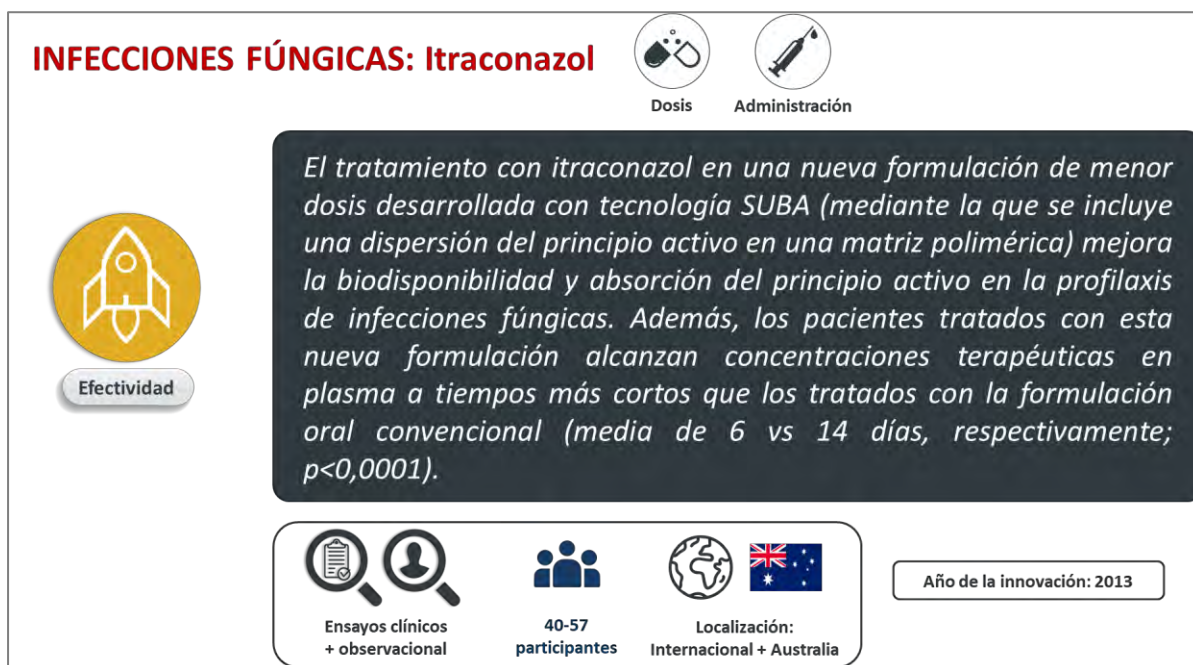 INFECCIONES FÚNGICAS: Itraconazol
Dosis
Administración
El tratamiento con itraconazol en una nueva formulación de menor
dosis desarrollada con tecnología SUBA (mediante la que se incluye
una dispersión del principio activo en una matriz polimérica) mejora
la biodisponibilidad y absorción del principio activo en la profilaxis
de infecciones fúngicas. Además, los pacientes tratados con esta
nueva formulación alcanzan concentraciones terapéuticas en
plasma a tiempos más cortos que los tratados con la formulación
oral convencional (media de 6 vs 14 días, respectivamente;
p<0,0001).
Efectividad
Ensayos clínicos
+ observacional
40-57
participantes
Localización:
Internacional + Australia
Año de la innovación: 2013